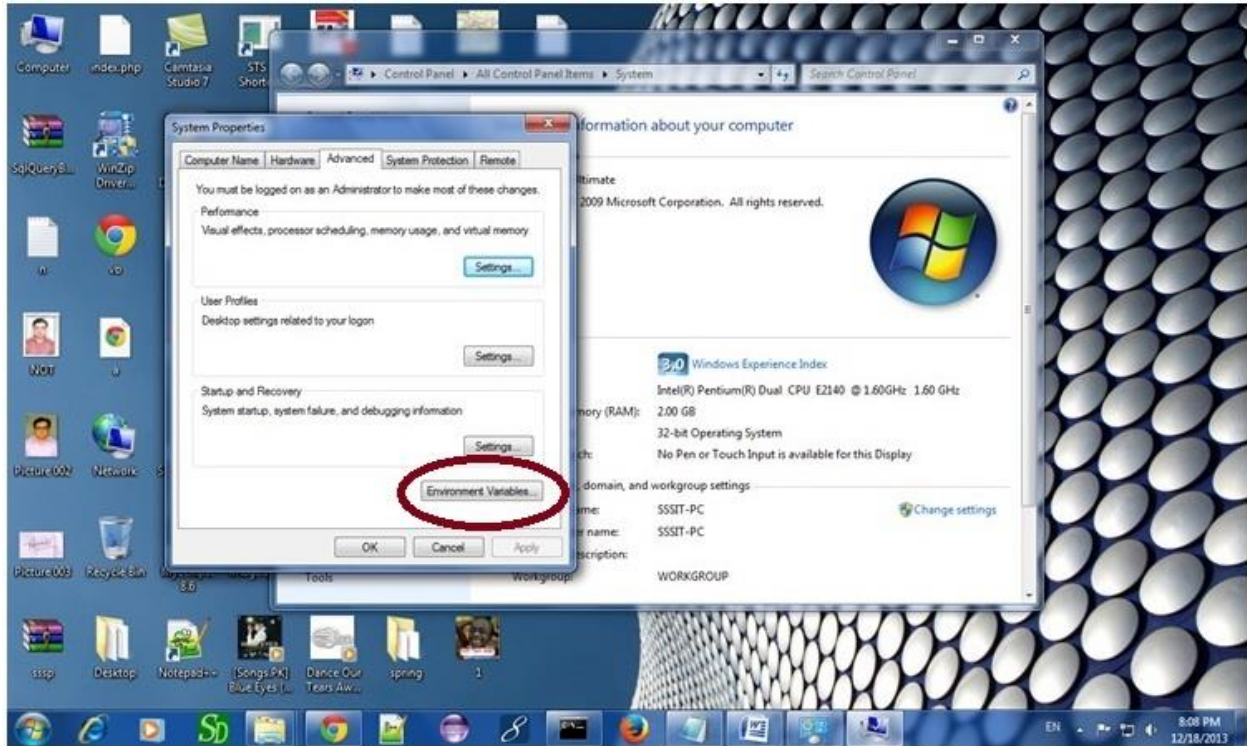 Computer
index.php
Camtasia
Studio 7
STS
Short
Control Panel ▸ All Control Panel Items ▸ System
Search Control Panel
SqlQueryB...
WinZip
Driver...
System Properties
Computer Name Hardware Advanced System Protection Remote
You must be logged on as an Administrator to make most of these changes.
Performance
Visual effects, processor scheduling, memory usage, and virtual memory
Settings...
User Profiles
Desktop settings related to your logon
Settings...
Startup and Recovery
System startup, system failure, and debugging information
Settings...
Environment Variables...
OK Cancel Apply
formation about your computer
ltimate
2009 Microsoft Corporation. All rights reserved.
3,0 Windows Experience Index
Intel(R) Pentium(R) Dual CPU E2140 @ 1.60GHz 1.60 GHz
mory (RAM): 2.00 GB
32-bit Operating System
ch: No Pen or Touch Input is available for this Display
, domain, and workgroup settings
me: SSSIT-PC
Change settings
r name: SSSIT-PC
escription:
Workgroup: WORKGROUP
Tools
n
vb
NOT
a
Picture 002
Network
Picture 003
Recycle Bin
8.6
sssp
Desktop
Notepad++
[Songs.PK]
Blue Eyes (...
Dance Our
Tears Aw...
spring
1
EN
8:08 PM
12/18/2013